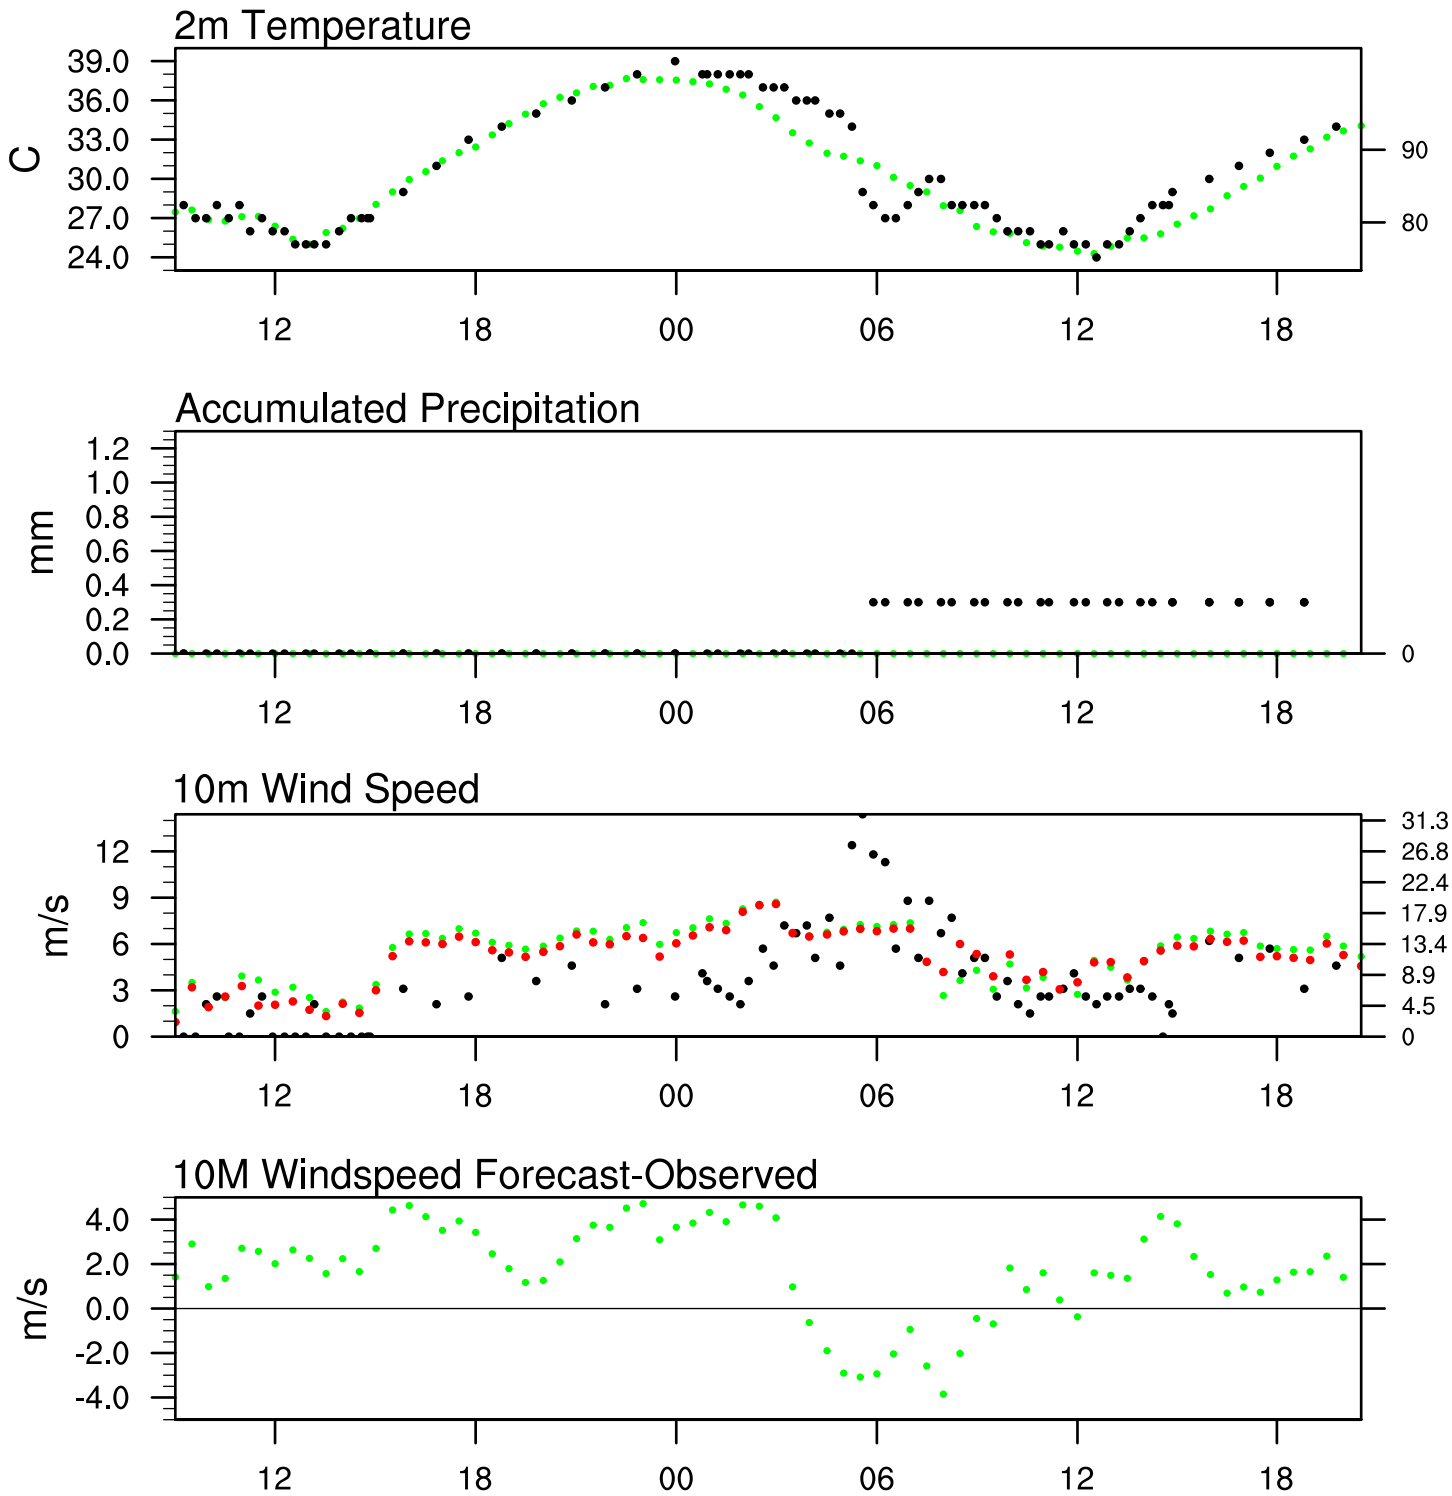 2m Temperature
39.0
36.0
33.0
30.0
27.0
24.0
C
90
80
12 18 00 06 12 18
Accumulated Precipitation
1.2
1.0
0.8
0.6
0.4
0.2
0.0
mm
0
12 18 00 06 12 18
10m Wind Speed
12
9
6
3
0
m/s
31.3
26.8
22.4
17.9
13.4
8.9
4.5
0
12 18 00 06 12 18
10M Windspeed Forecast-Observed
4.0
2.0
0.0
-2.0
-4.0
m/s
12 18 00 06 12 18